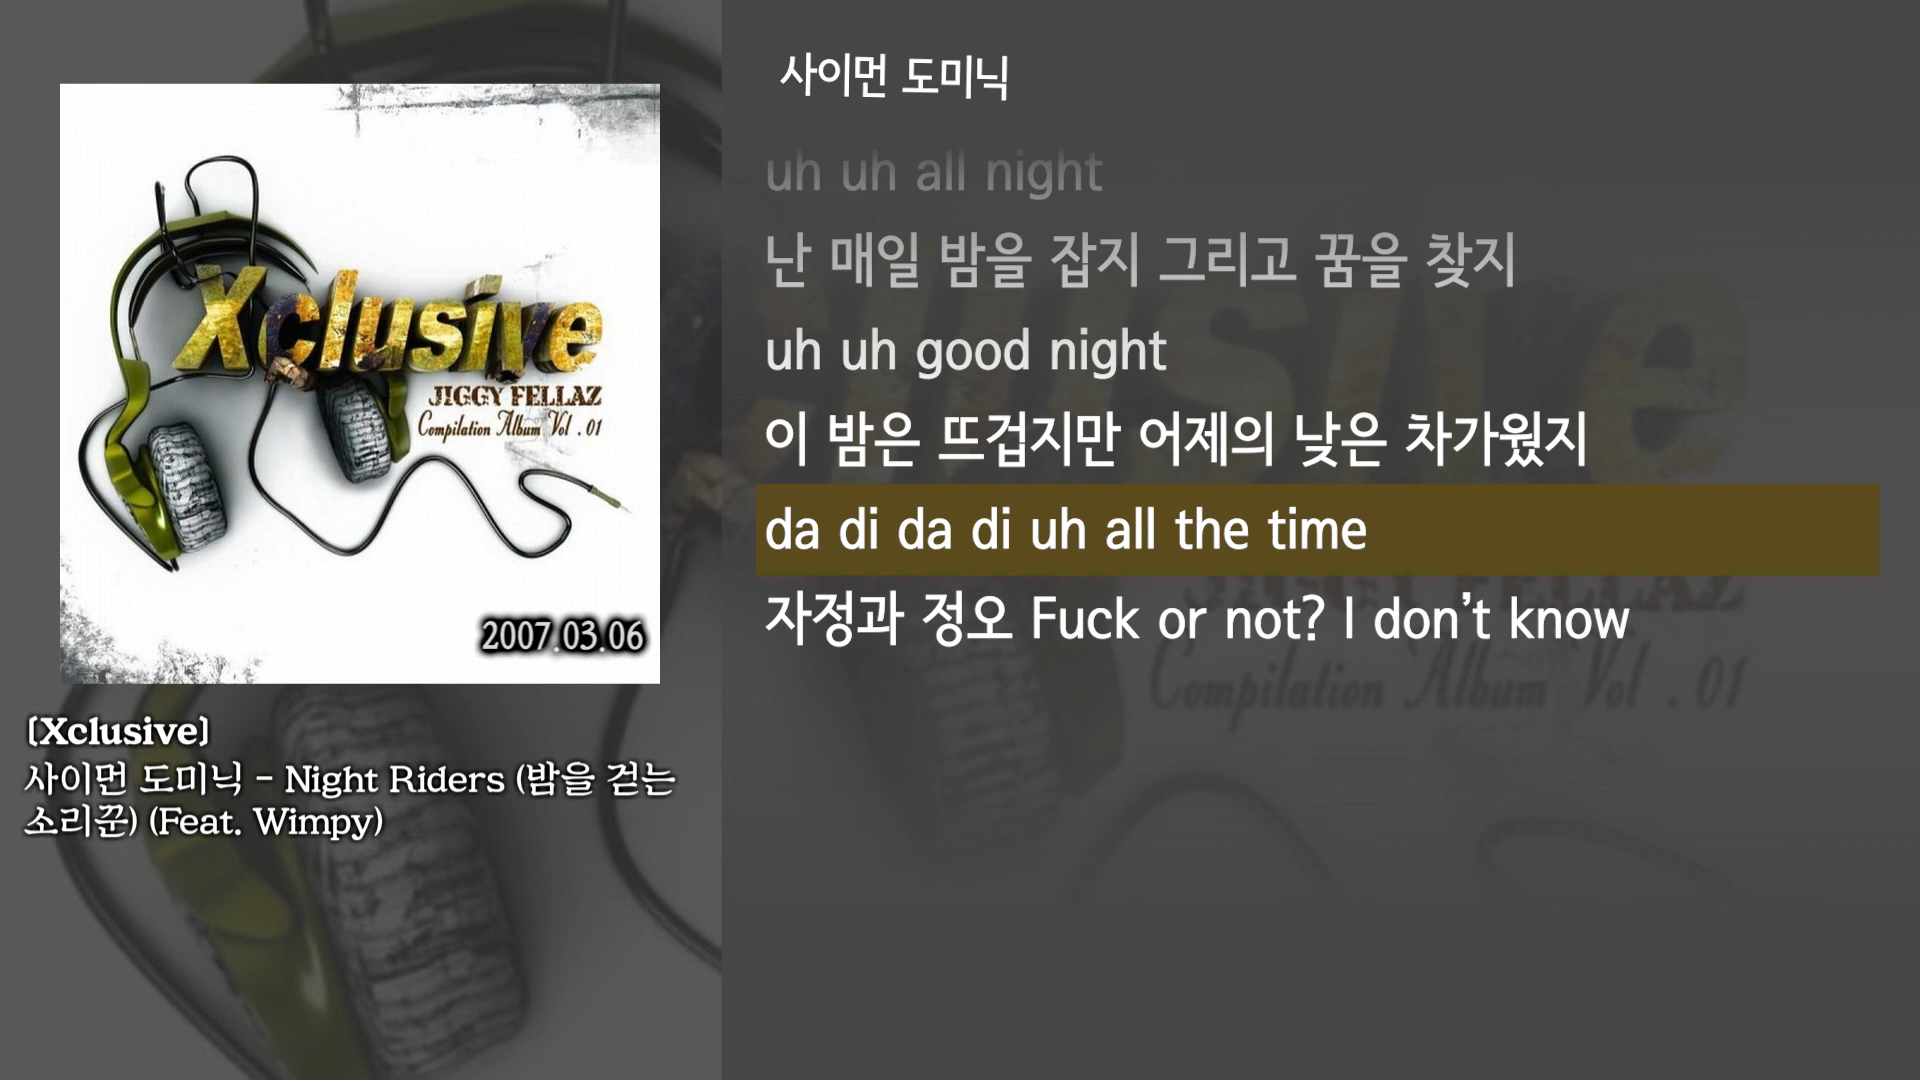 Xclusive
JIGGY FELLAZ
Compilation Album Vol . 01
2007.03.06
[Xclusive]
사이먼 도미닉 - Night Riders (밤을 걷는
소리꾼) (Feat. Wimpy)
사이먼 도미닉
uh uh all night
난 매일 밤을 잡지 그리고 꿈을 찾지
uh uh good night
이 밤은 뜨겁지만 어제의 낮은 차가웠지
da di da di uh all the time
자정과 정오 Fuck or not? I don't know